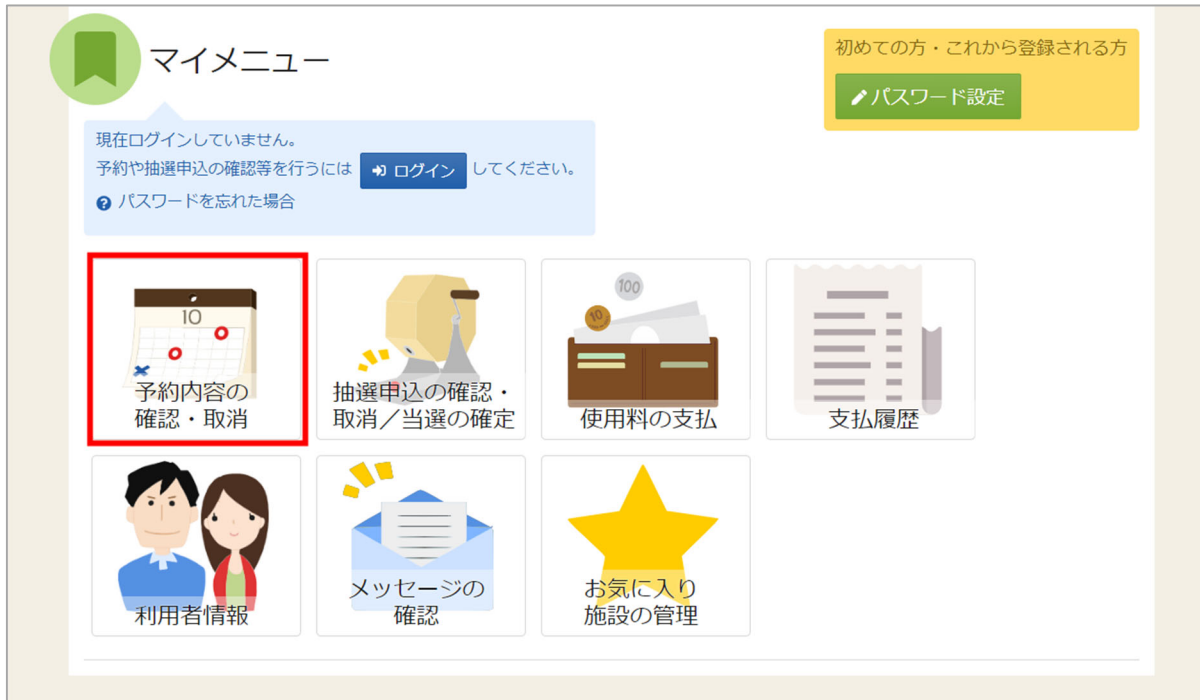 マイメニュー
初めての方・これから登録される方
パスワード設定
現在ログインしていません。
予約や抽選申込の確認等を行うには ログイン してください。
パスワードを忘れた場合
10
予約内容の
確認・取消
抽選申込の確認・
取消／当選の確定
100
10
使用料の支払
支払履歴
利用者情報
メッセージの
確認
お気に入り
施設の管理